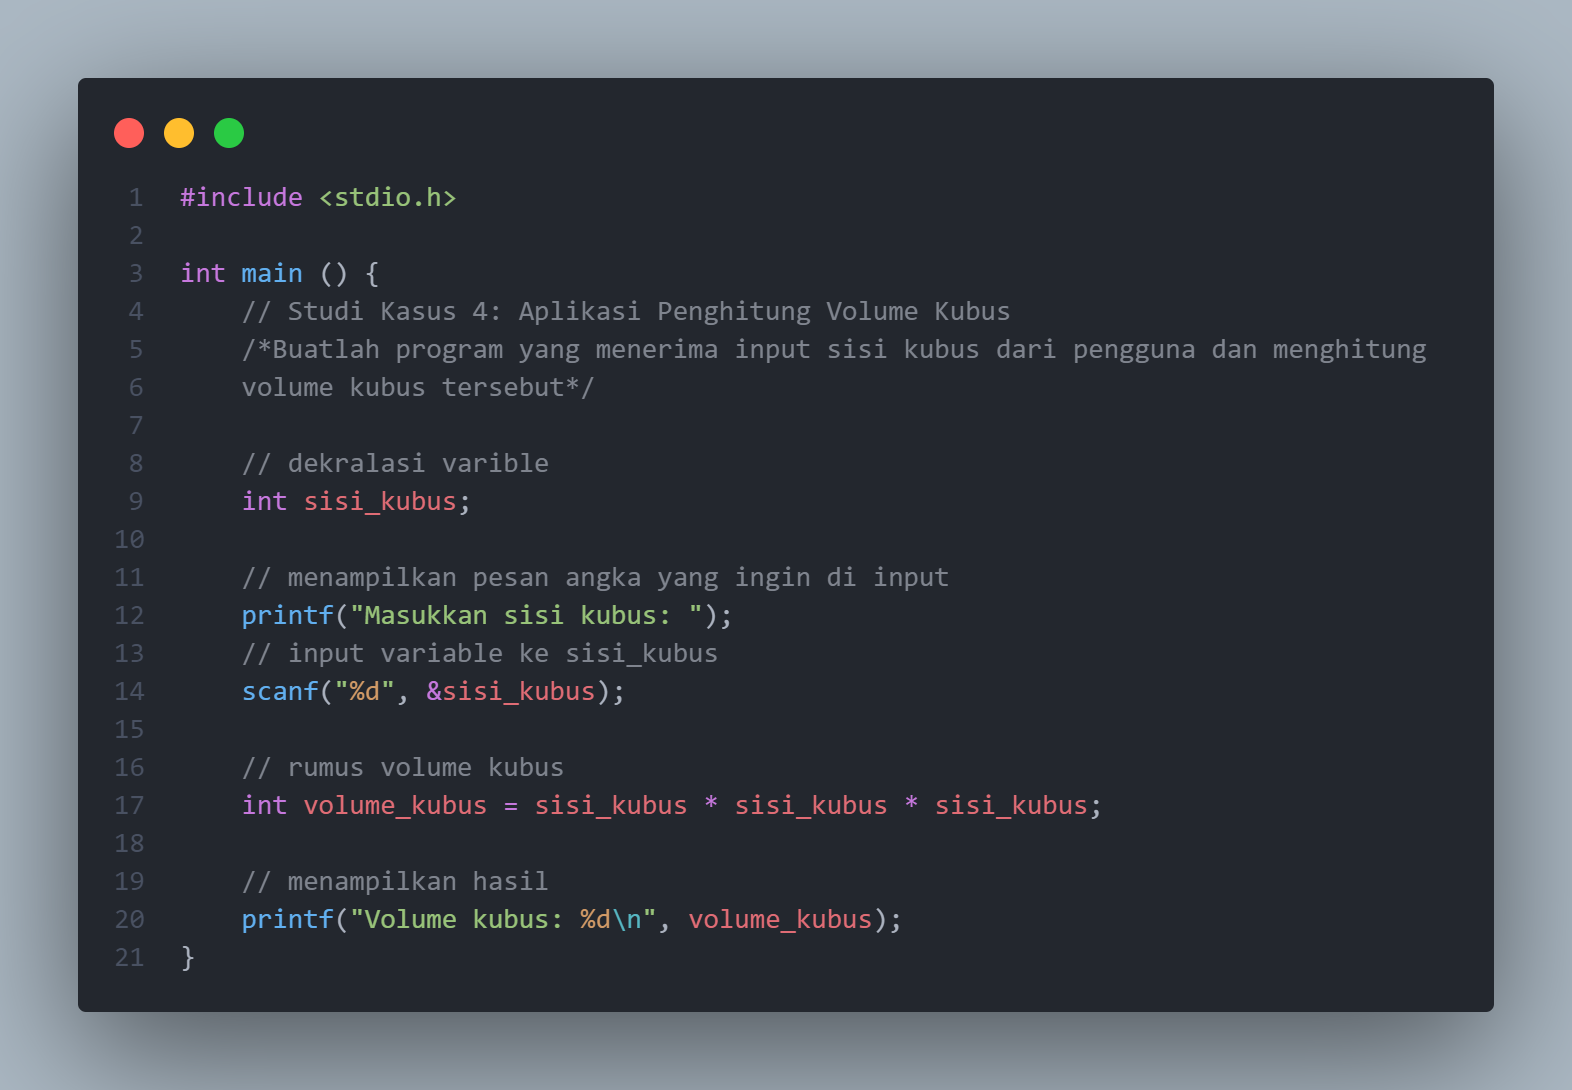 1 #include <stdio.h>
2
3 int main () {
4     // Studi Kasus 4: Aplikasi Penghitung Volume Kubus
5     /*Buatlah program yang menerima input sisi kubus dari pengguna dan menghitung
6     volume kubus tersebut*/
7
8     // dekralasi varible
9     int sisi_kubus;
10
11     // menampilkan pesan angka yang ingin di input
12     printf("Masukkan sisi kubus: ");
13     // input variable ke sisi_kubus
14     scanf("%d", &sisi_kubus);
15
16     // rumus volume kubus
17     int volume_kubus = sisi_kubus * sisi_kubus * sisi_kubus;
18
19     // menampilkan hasil
20     printf("Volume kubus: %d\n", volume_kubus);
21 }